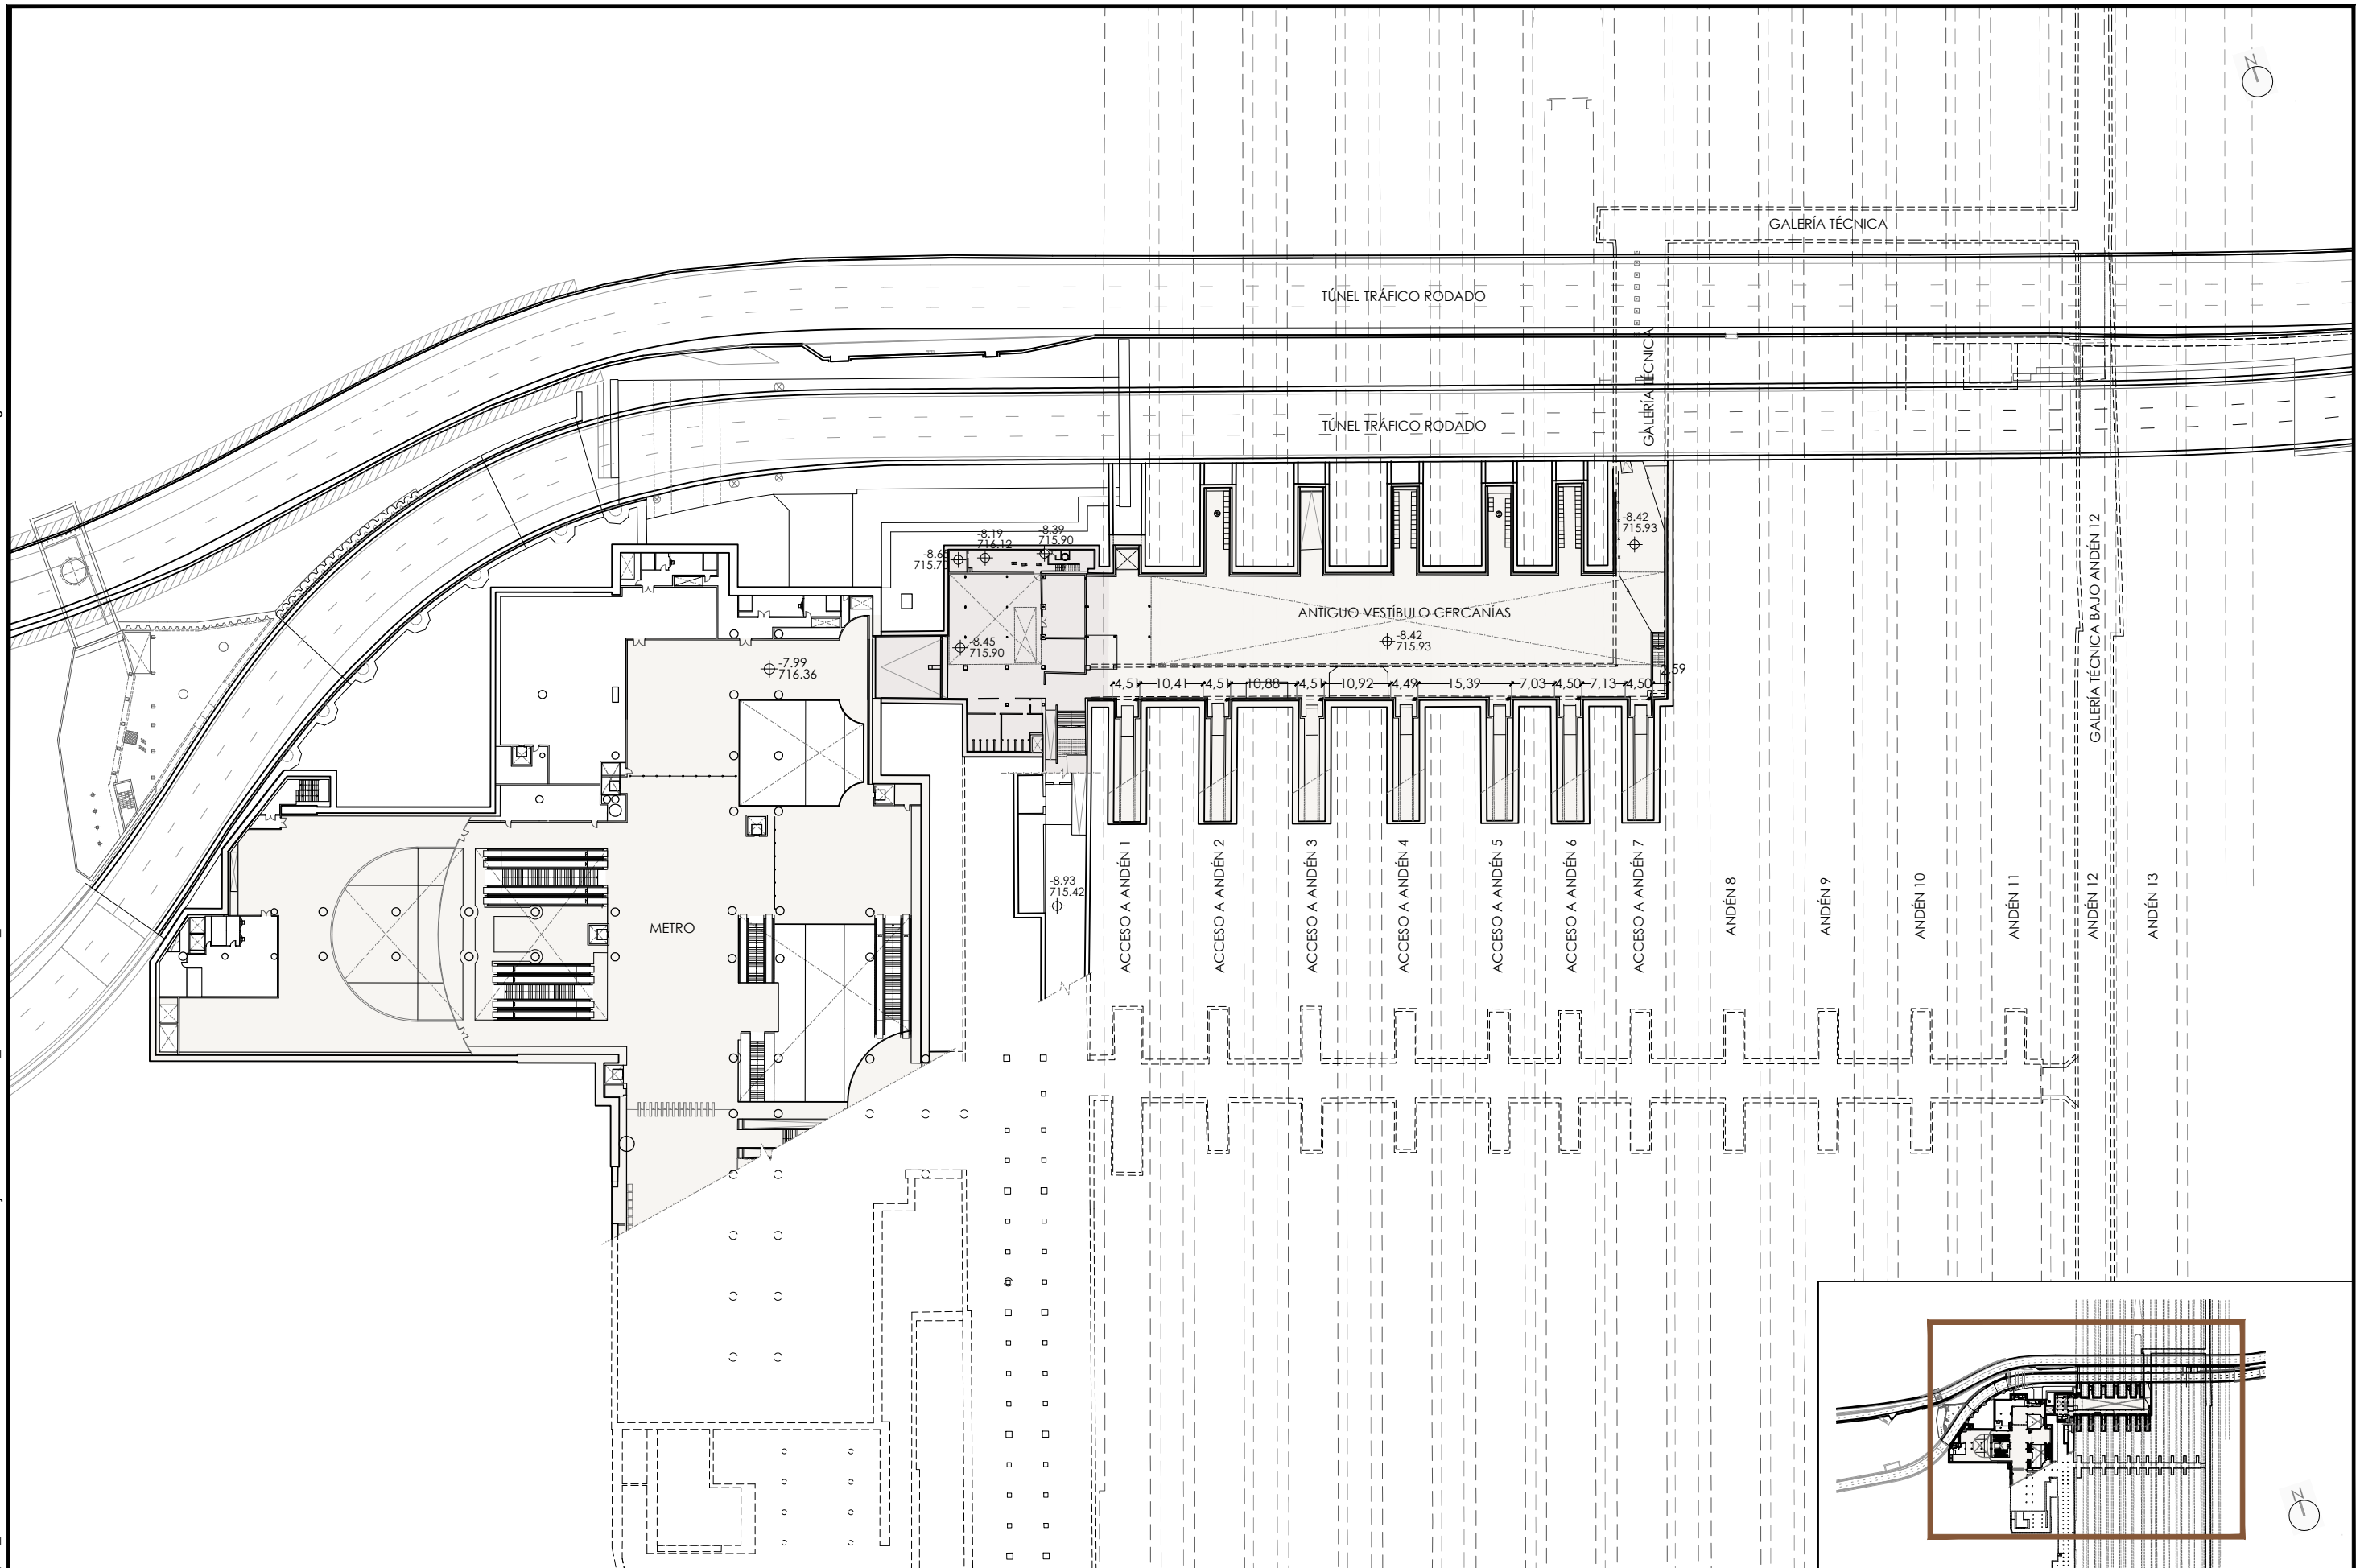 N
GALERÍA TÉCNICA
TÚNEL TRÁFICO RODADO
GALERÍA TÉCNICA
TÚNEL TRÁFICO RODADO
-8.42
715.93
-8.39
715.90
-8.19
716.12
715.70
ANTIGUO VESTÍBULO CERCANÍAS
-8.42
715.93
-8.45
715.90
-7.99
716.36
4,51
10,41
4,51
10,88
4,51
10,92
4,49
15,39
7,03
4,50
7,13
4,50
GALERÍA TÉCNICA BAJO ANDÉN 12
-8.93
715.42
METRO
ACCESO A ANDÉN 1
ACCESO A ANDÉN 2
ACCESO A ANDÉN 3
ACCESO A ANDÉN 4
ACCESO A ANDÉN 5
ACCESO A ANDÉN 6
ACCESO A ANDÉN 7
ANDÉN 8
ANDÉN 9
ANDÉN 10
ANDÉN 11
ANDÉN 12
ANDÉN 13
N